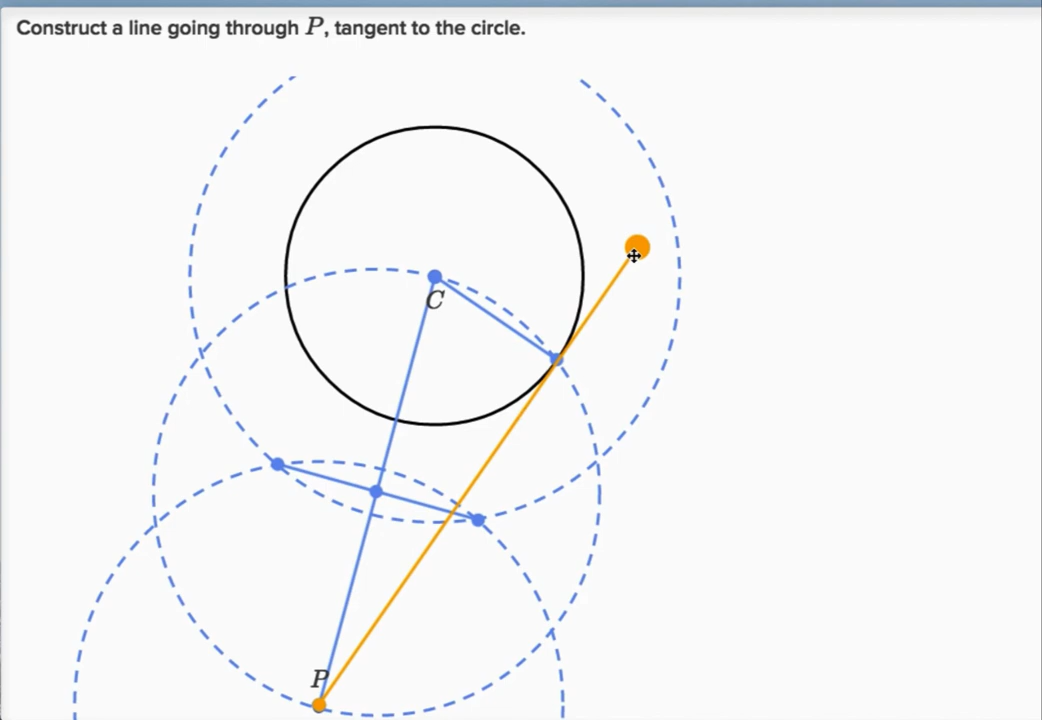 Construct a line going through P, tangent to the circle.
C
P